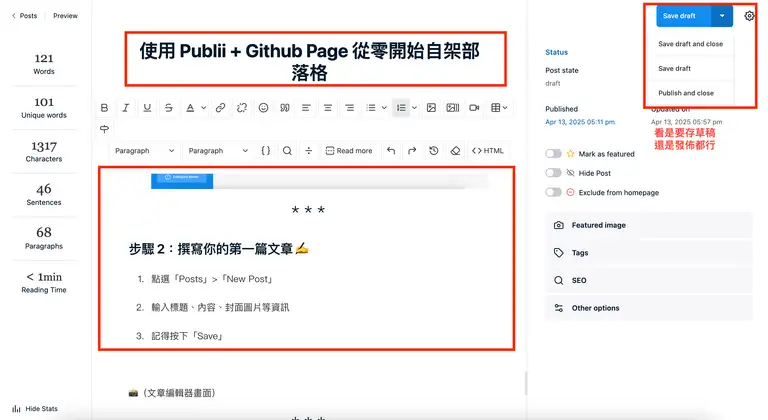 Posts
Preview
Save draft
121
Words
101
Unique words
1317
Characters
46
Sentences
68
Paragraphs
< 1min
Reading Time
Hide Stats
使用 Publii + Github Page 從零開始自架部
落格
Paragraph
Paragraph
Read more
HTML
* * *
步驟 2：撰寫你的第一篇文章✍️
1. 點選「Posts」>「New Post」
2. 輸入標題、內容、封面圖片等資訊
3. 記得按下「Save」
📸（文章編輯器畫面）
Save draft and close
Save draft
Publish and close
Status
Post state
draft
Published
Updated on
Apr 13, 2025 05:11 pm
Apr 13, 2025 05:57 pm
看是要存草稿
還是發佈都行
Mark as featured
Hide Post
Exclude from homepage
Featured image
Tags
SEO
Other options